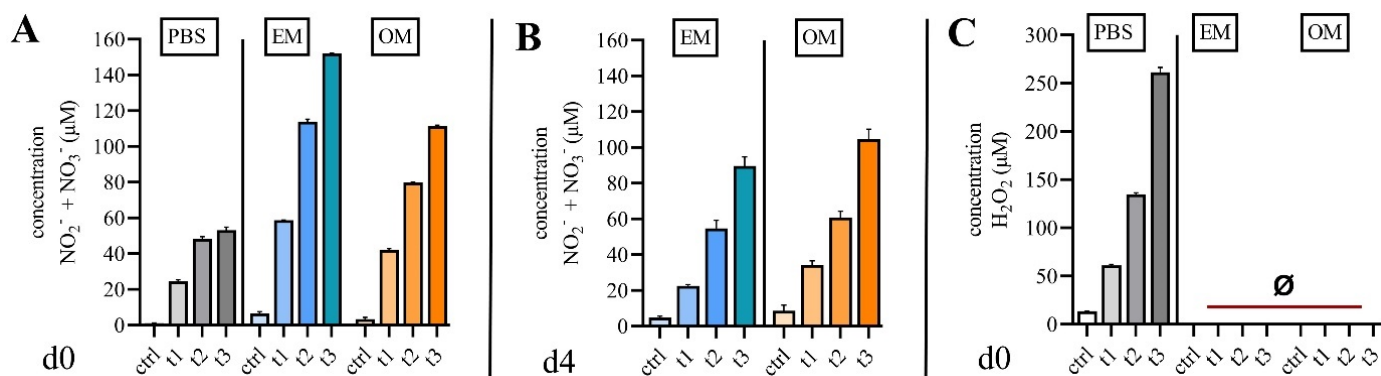 A
PBS
EM
OM
concentration
NO₂⁻ + NO₃⁻ (µM)
160
140
120
100
80
60
40
20
0
ctrl t1 t2 t3 ctrl t1 t2 t3 ctrl t1 t2 t3
d0
B
EM
OM
concentration
NO₂⁻ + NO₃⁻ (µM)
160
140
120
100
80
60
40
20
0
ctrl t1 t2 t3 ctrl t1 t2 t3
d4
C
PBS
EM
OM
concentration
H₂O₂ (µM)
300
250
200
150
100
50
0
Ø
ctrl t1 t2 t3 ctrl t1 t2 t3 ctrl t1 t2 t3
d0